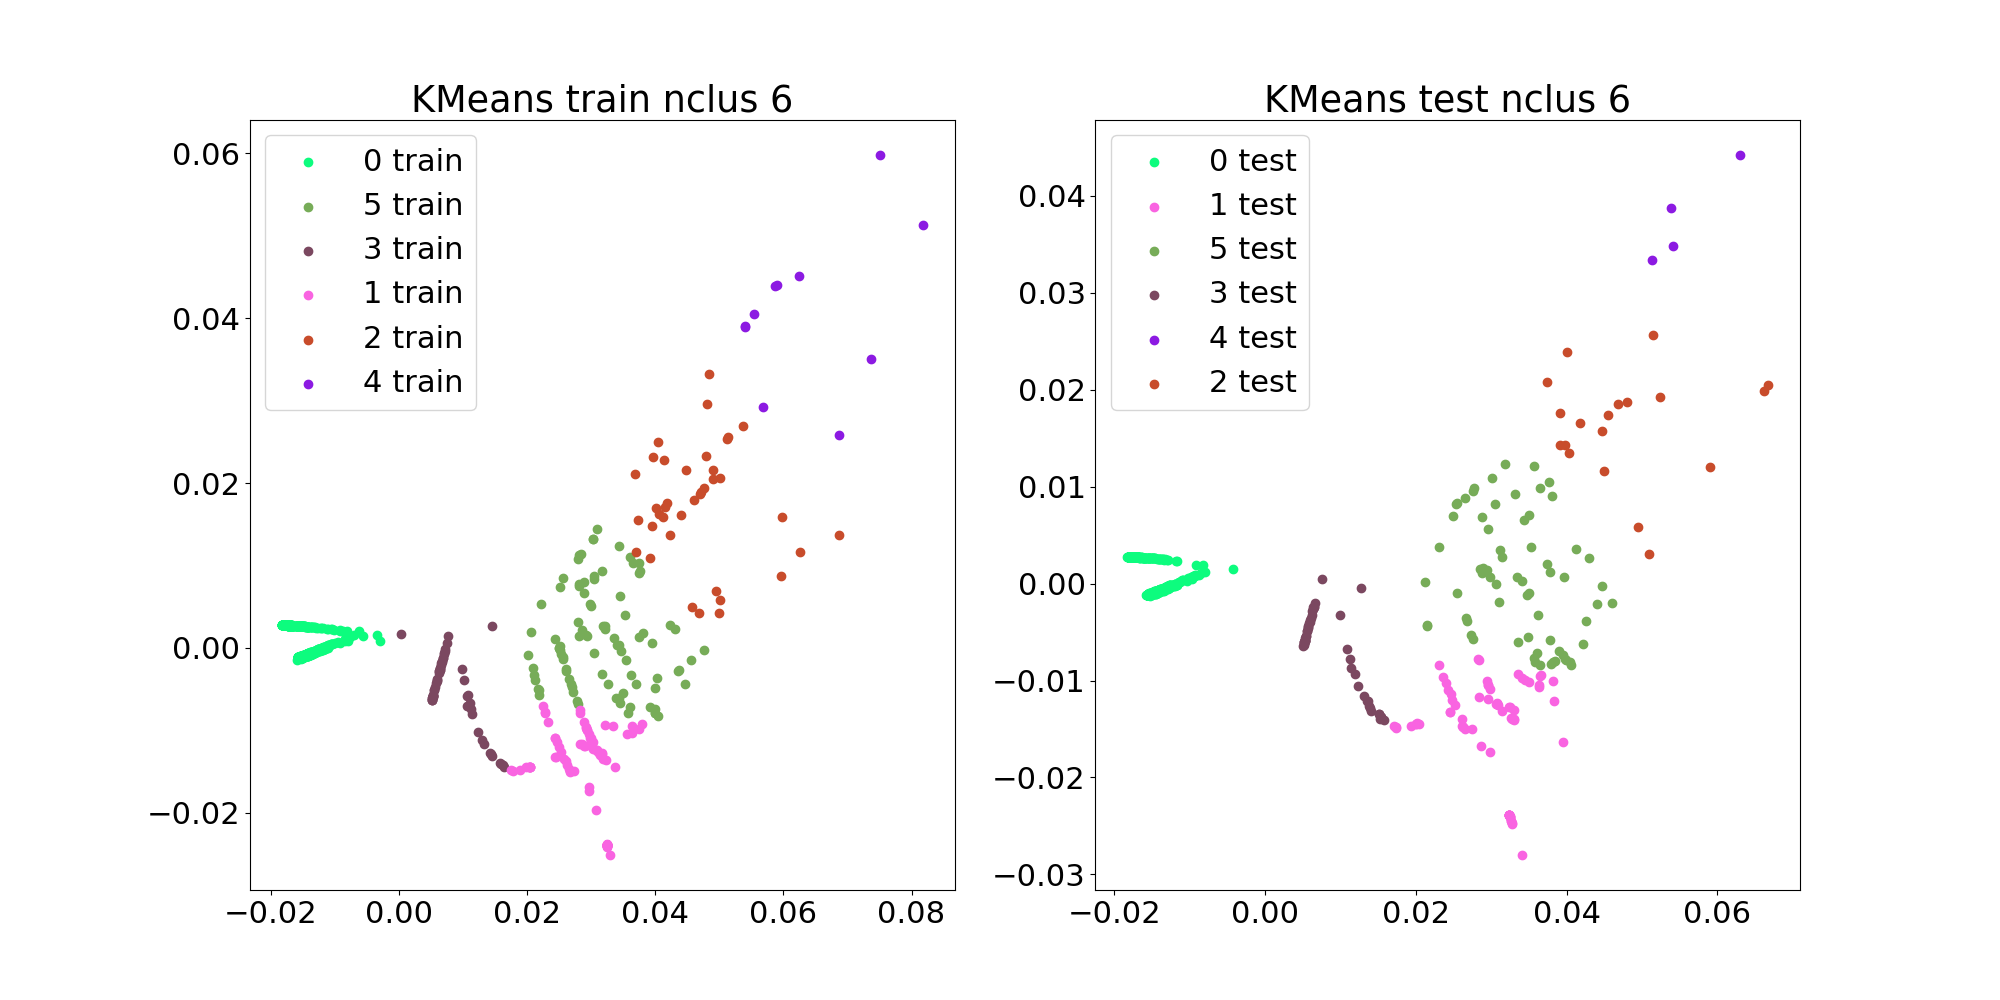 KMeans train nclus 6
0.06
0.04
0.02
0.00
−0.02
−0.02 0.00 0.02 0.04 0.06 0.08
0 train
5 train
3 train
1 train
2 train
4 train
KMeans test nclus 6
0.04
0.03
0.02
0.01
0.00
−0.01
−0.02
−0.03
−0.02 0.00 0.02 0.04 0.06
0 test
1 test
5 test
3 test
4 test
2 test